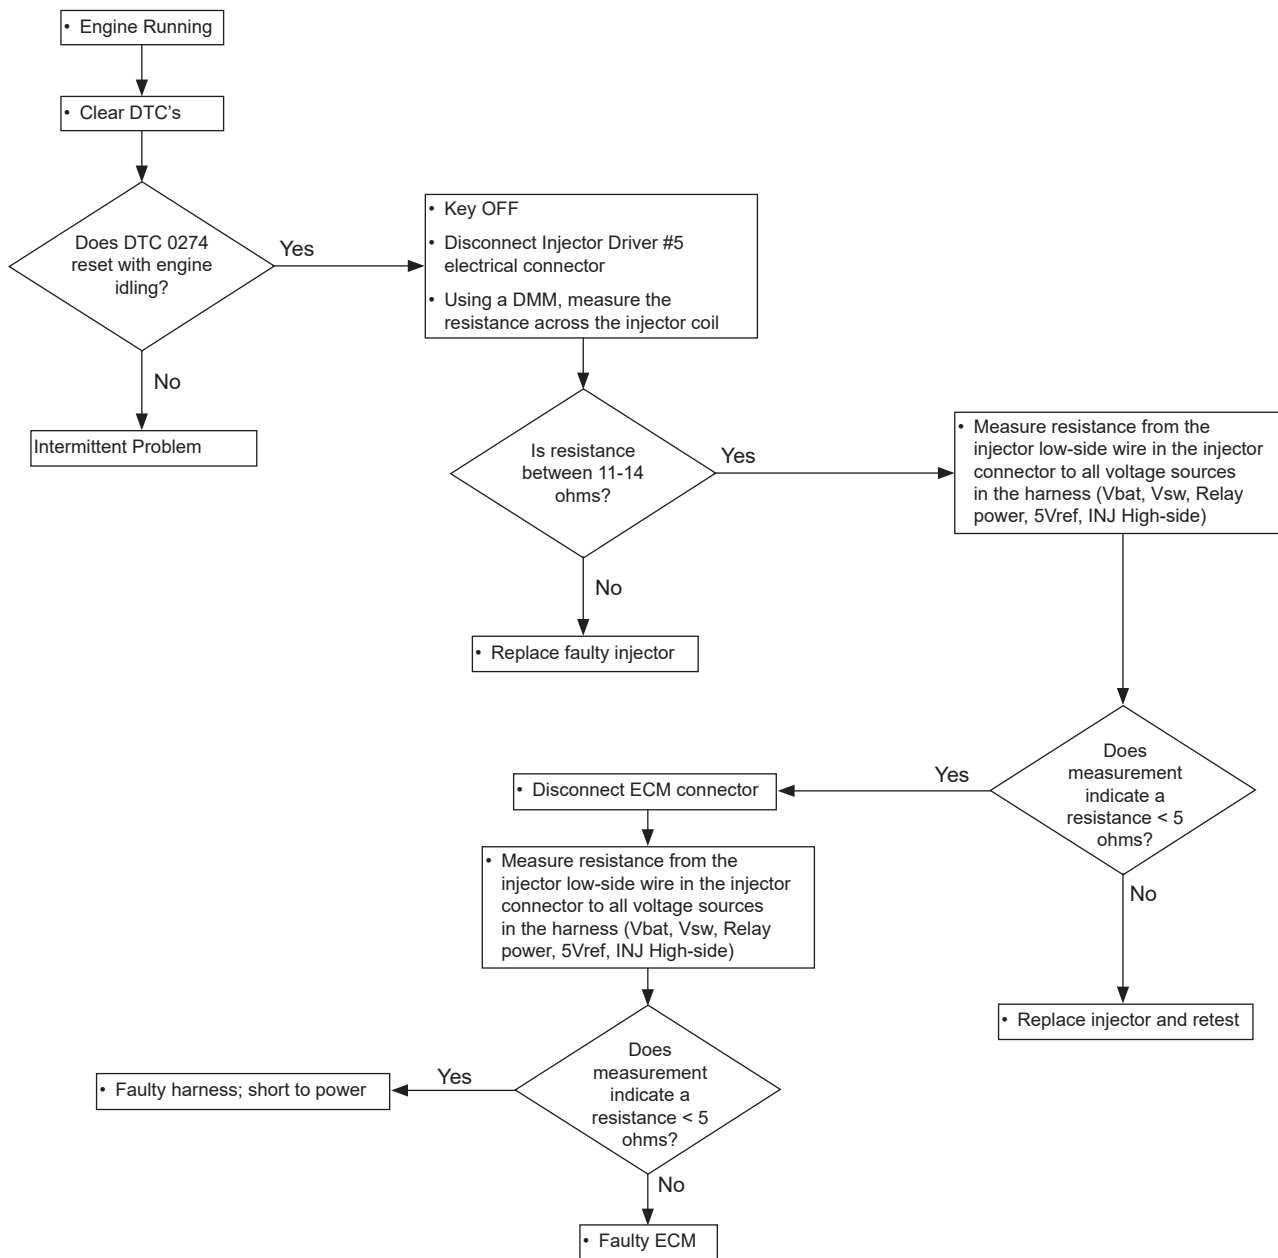 • Engine Running
• Clear DTC's
Does DTC 0274
reset with engine
idling?
Yes
No
Intermittent Problem
• Key OFF
• Disconnect Injector Driver #5
electrical connector
• Using a DMM, measure the
resistance across the injector coil
Is resistance
between 11-14
ohms?
Yes
No
• Replace faulty injector
• Measure resistance from the
injector low-side wire in the injector
connector to all voltage sources
in the harness (Vbat, Vsw, Relay
power, 5Vref, INJ High-side)
Does
measurement
indicate a
resistance < 5
ohms?
Yes
No
• Replace injector and retest
• Disconnect ECM connector
• Measure resistance from the
injector low-side wire in the injector
connector to all voltage sources
in the harness (Vbat, Vsw, Relay
power, 5Vref, INJ High-side)
Does
measurement
indicate a
resistance < 5
ohms?
Yes
• Faulty harness; short to power
No
• Faulty ECM